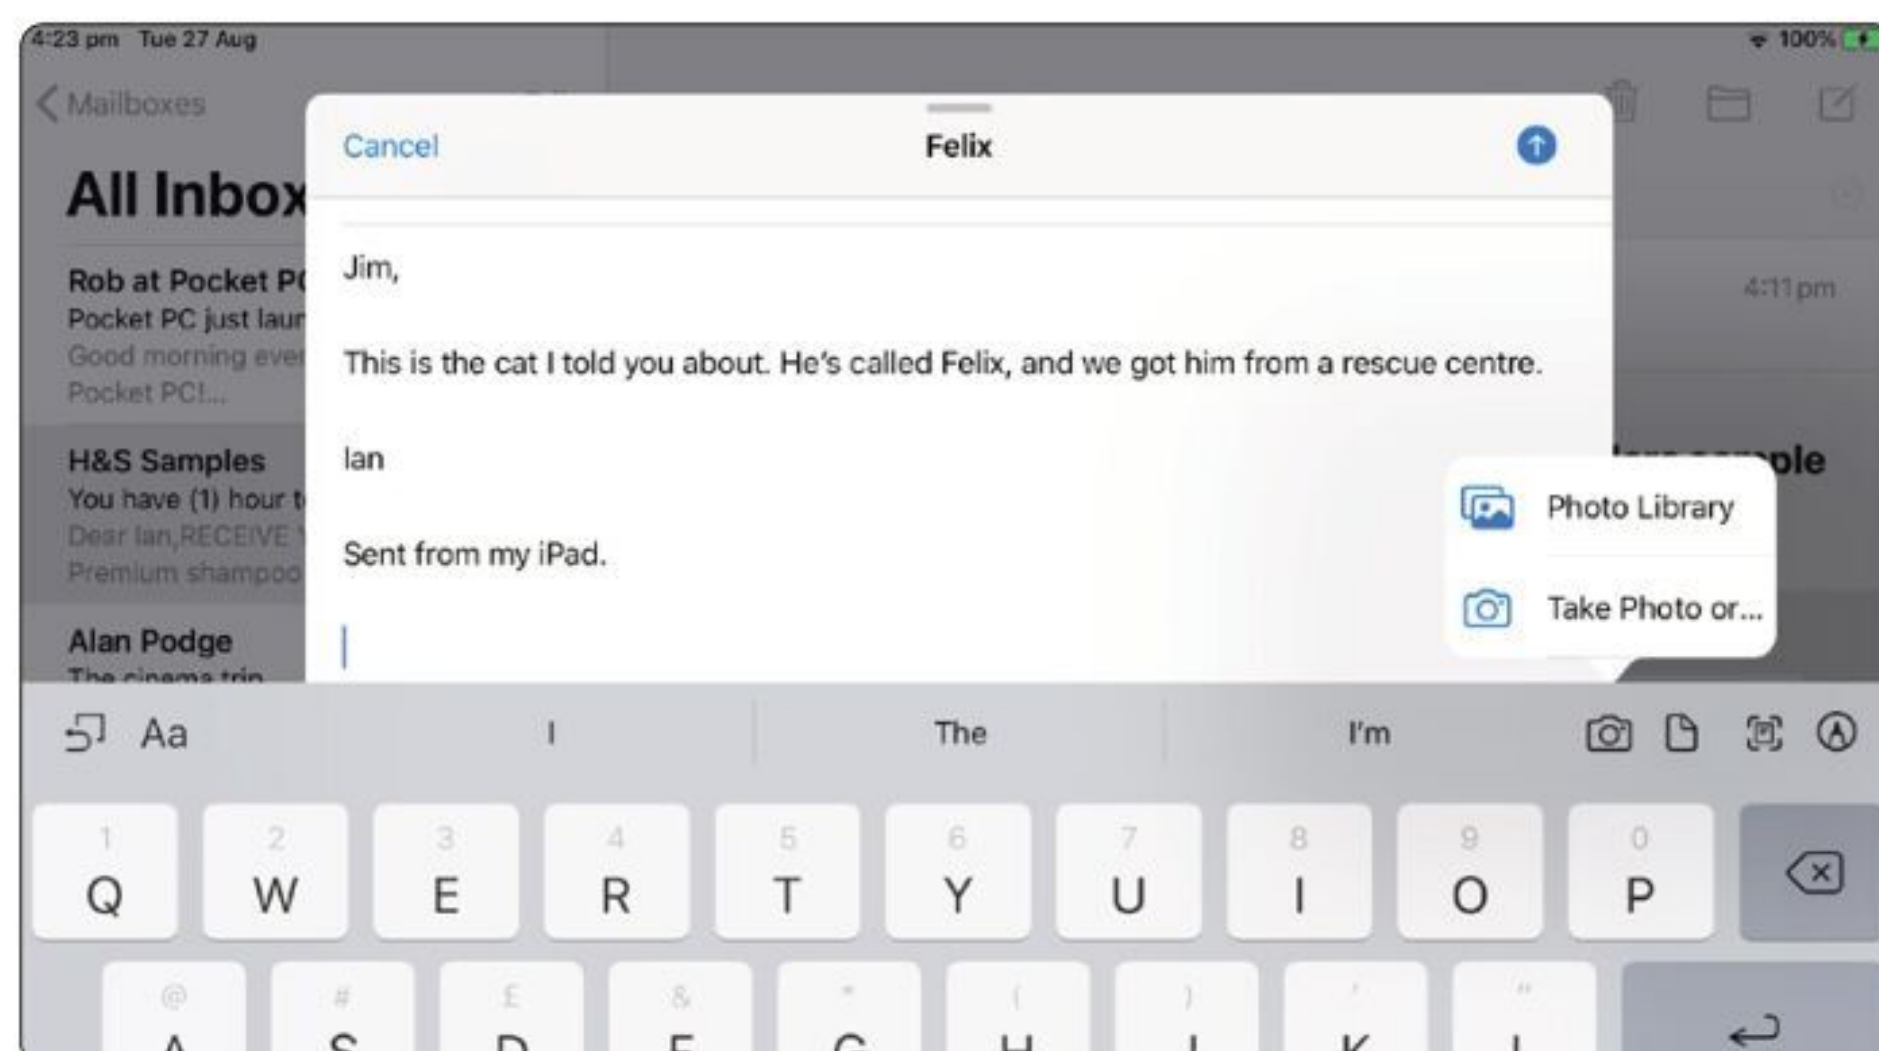 4:23 pm Tue 27 Aug
100%
Mailboxes
All Inbox
Rob at Pocket PC
Pocket PC just laun
Good morning ever
Pocket PC!...
H&S Samples
You have (1) hour t
Dear Ian,RECEIVE
Premium shampoo
Alan Podge
The cinema trip
Cancel
Felix
4:11 pm
Jim,
This is the cat I told you about. He's called Felix, and we got him from a rescue centre.
Ian
Sent from my iPad.
sample
Photo Library
Take Photo or...
Aa
I
The
I'm
1 2 3 4 5 6 7 8 9 0
Q W E R T Y U I O P
@ # £ & * ( ) ' "
A S D F G H J K L